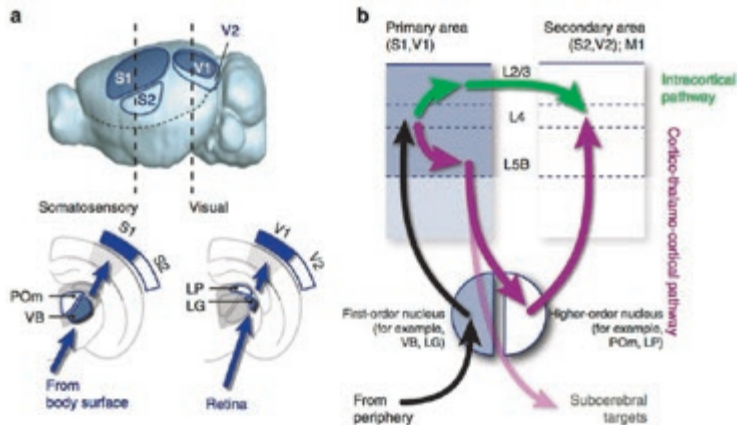 a
V2
S1
V1
S2
Somatosensory
Visual
S1
S2
POm
VB
From
body surface
V1
V2
LP
LG
Retina
b
Primary area
(S1,V1)
Secondary area
(S2,V2); M1
L2/3
L4
L5B
Intracortical
pathway
Cortico-thalamo-cortical pathway
First-order nucleus
(for example,
VB, LG)
Higher-order nucleus
(for example,
POm, LP)
From
periphery
Subcerebral
targets